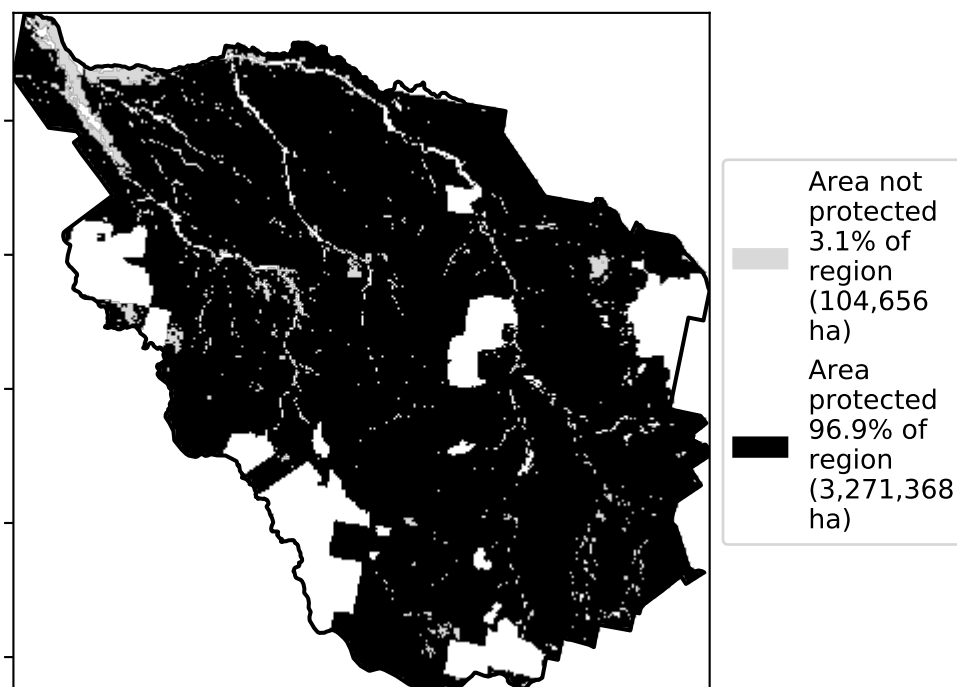 Area not
protected
3.1% of
region
(104,656
ha)
Area
protected
96.9% of
region
(3,271,368
ha)